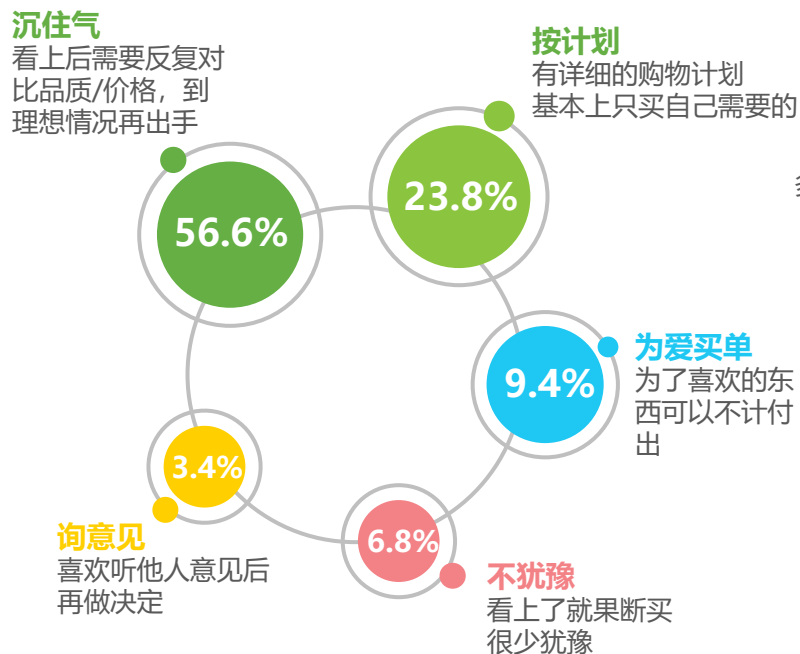 沉住气
看上后需要反复对
比品质/价格，到
理想情况再出手
56.6%
按计划
有详细的购物计划
基本上只买自己需要的
23.8%
为爱买单
为了喜欢的东
西可以不计付
出
9.4%
不犹豫
看上了就果断买
很少犹豫
6.8%
询意见
喜欢听他人意见后
再做决定
3.4%